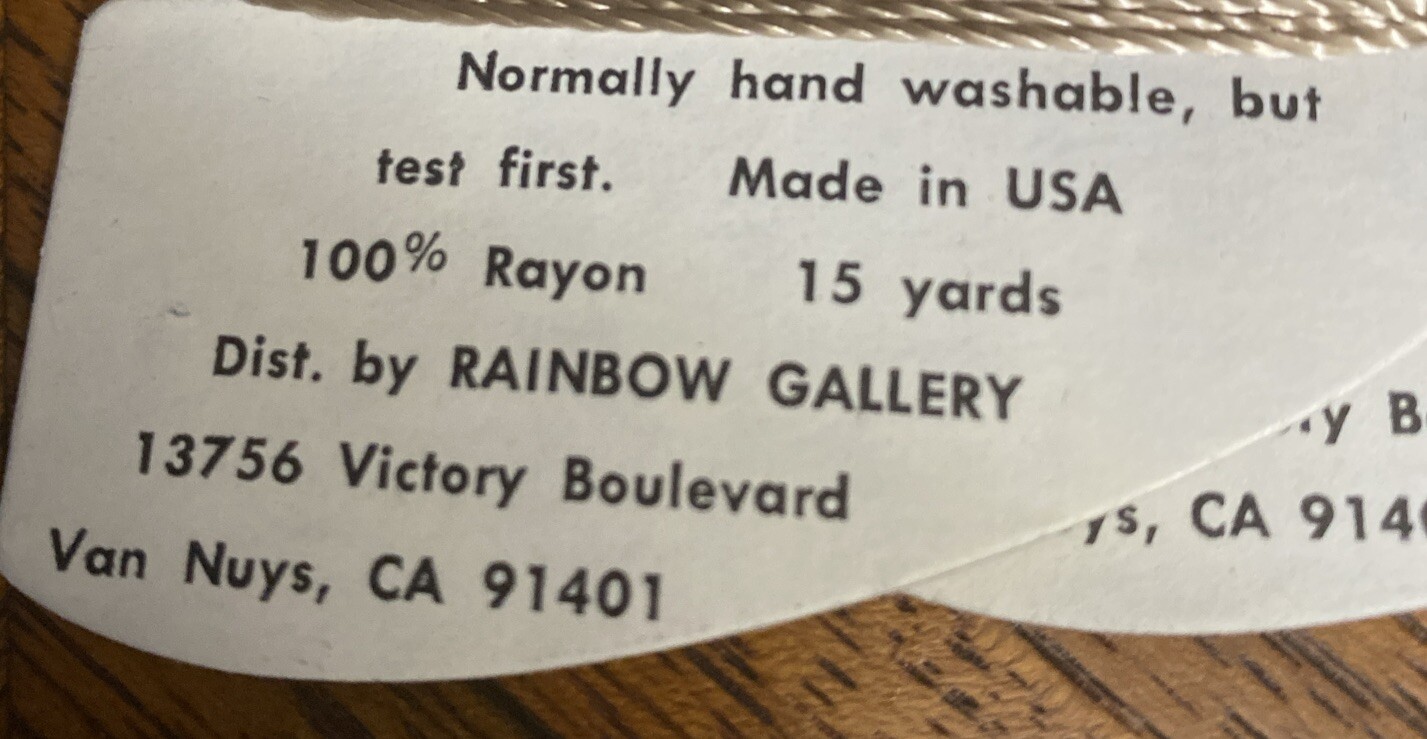 Normally hand washable, but
test first. Made in USA
100% Rayon 15 yards
Dist. by RAINBOW GALLERY
13756 Victory Boulevard
Van Nuys, CA 91401
CA